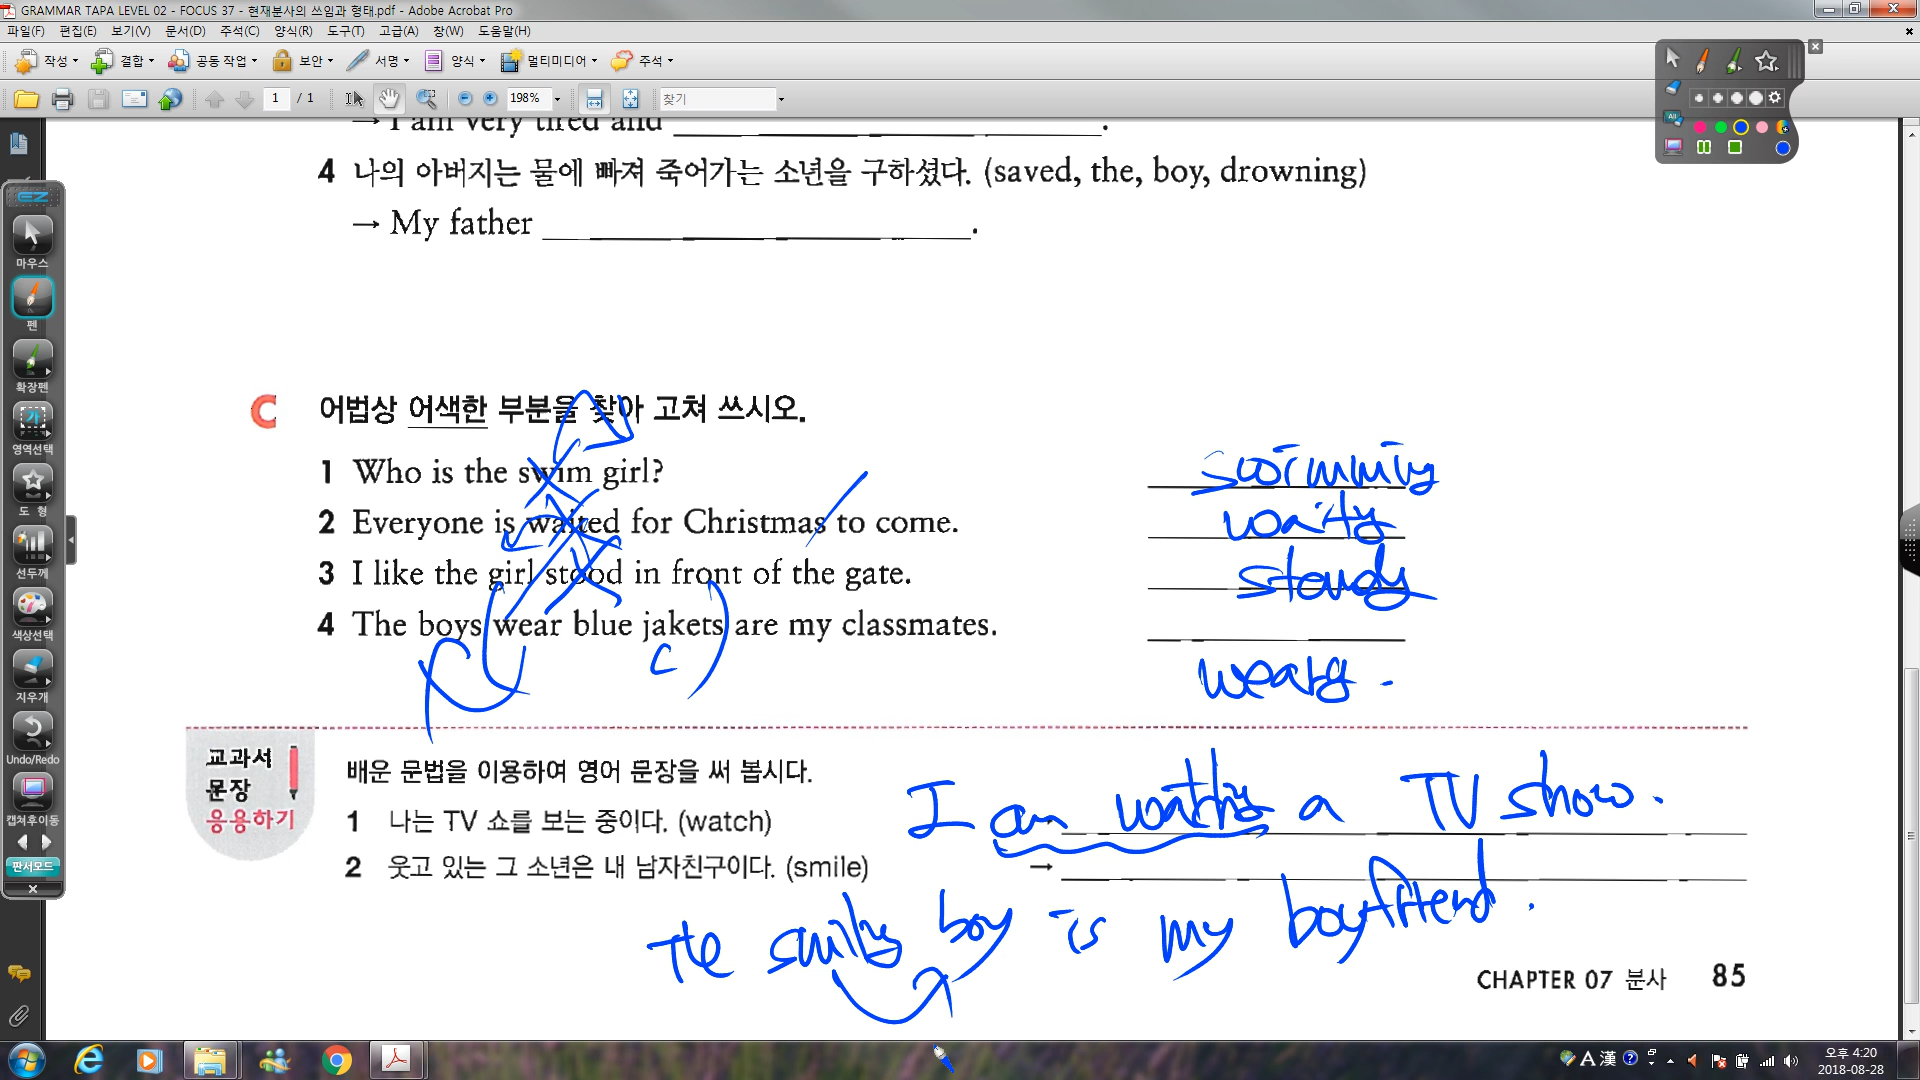 GRAMMAR TAPA LEVEL 02 - FOCUS 37 - 현재분사의 쓰임과 형태.pdf - Adobe Acrobat Pro
파일(F) 편집(E) 보기(V) 문서(D) 주석(C) 양식(R) 도구(T) 고급(A) 창(W) 도움말(H)
작성 결합 공동 작업 보안 서명 양식 멀티미디어 주석
1 / 1 198% 찾기
→ I am very tired and .
4 나의 아버지는 물에 빠져 죽어가는 소년을 구하셨다. (saved, the, boy, drowning)
→ My father .
EZ
마우스
펜
확장펜
영역선택
도 형
선두께
색상선택
지우개
Undo/Redo
캡쳐후이동
판서모드
All
C 어법상 어색한 부분을 찾아 고쳐 쓰시오.
1 Who is the swim girl? swimming
2 Everyone is waited for Christmas to come. waiting
3 I like the girl stood in front of the gate. standing
4 The boys wear blue jakets are my classmates.
c
wearing.
교과서
문장
응용하기
배운 문법을 이용하여 영어 문장을 써 봅시다.
1 나는 TV 쇼를 보는 중이다. (watch) I am watching a TV show.
2 웃고 있는 그 소년은 내 남자친구이다. (smile) →
The smiling boy is my boyfriend.
CHAPTER 07 분사 85
A 漢
오후 4:20
2018-08-28